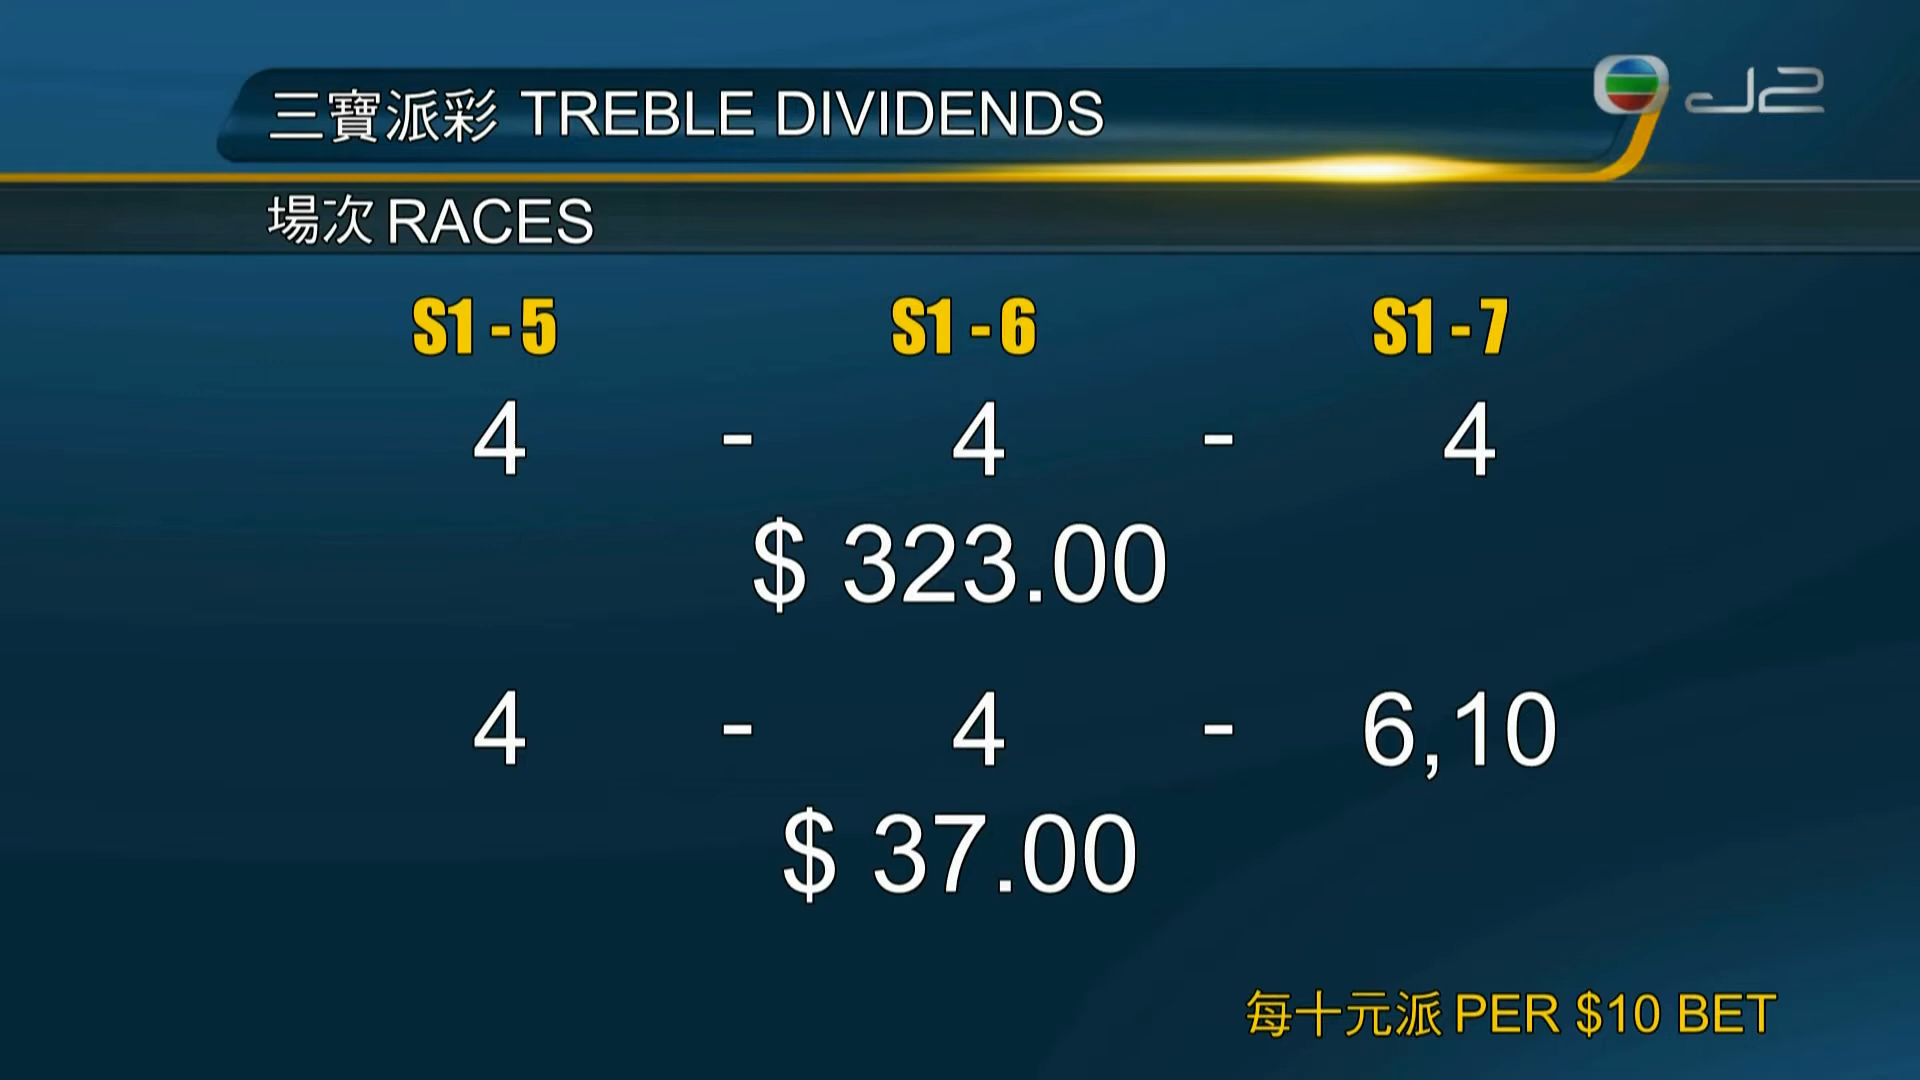 三寶派彩 TREBLE DIVIDENDS
J2
場次 RACES
S1 - 5 S1 - 6 S1 - 7
4 - 4 - 4
$ 323.00
4 - 4 - 6,10
$ 37.00
每十元派 PER $10 BET